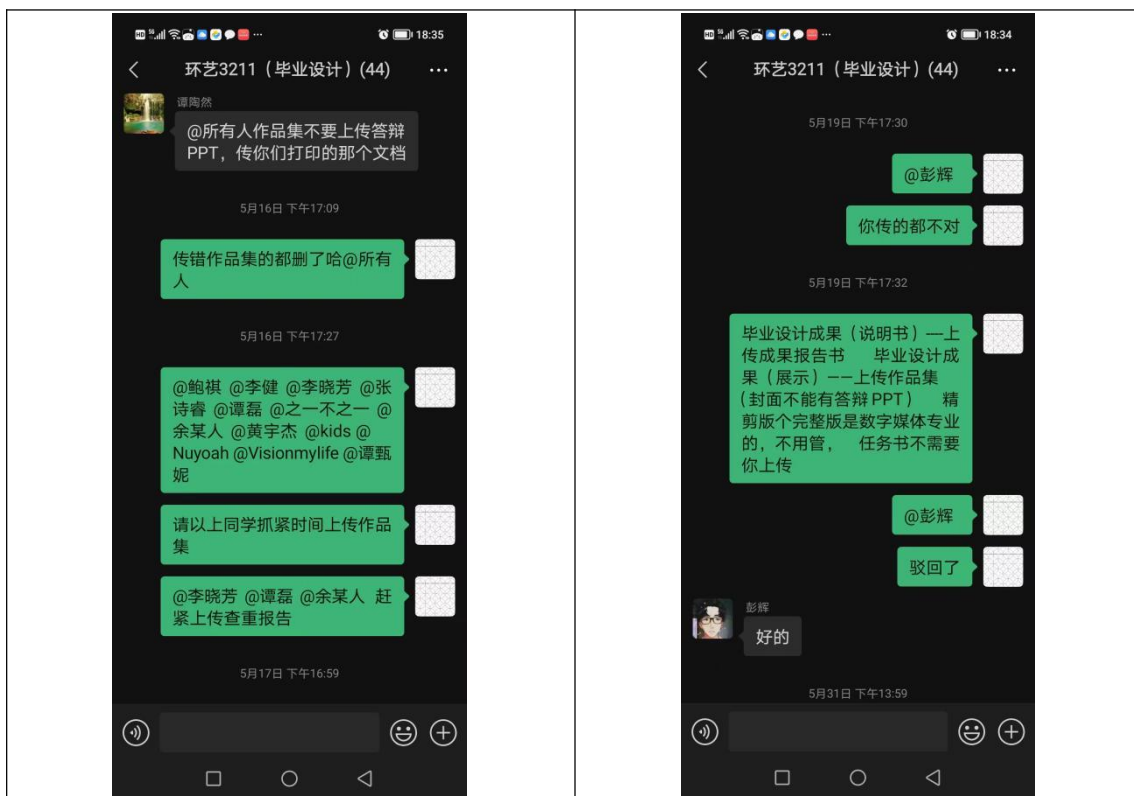 18:35
环艺3211（毕业设计）(44)
谭陶然
@所有人作品集不要上传答辩
PPT，传你们打印的那个文档
5月16日 下午17:09
传错作品集的都删了哈@所有
人
5月16日 下午17:27
@鲍祺 @李健 @李晓芳 @张
诗睿 @谭磊 @之一不之一 @
余某人 @黄宇杰 @kids @
Nuyoah @Visionmylife @谭甄
妮
请以上同学抓紧时间上传作品
集
@李晓芳 @谭磊 @余某人 赶
紧上传查重报告
5月17日 下午16:59
18:34
环艺3211（毕业设计）(44)
5月19日 下午17:30
@彭辉
你传的都不对
5月19日 下午17:32
毕业设计成果（说明书）—上
传成果报告书 毕业设计成
果（展示）——上传作品集
（封面不能有答辩PPT） 精
剪版个完整版是数字媒体专业
的，不用管， 任务书不需要
你上传
@彭辉
驳回了
彭辉
好的
5月31日 下午13:59